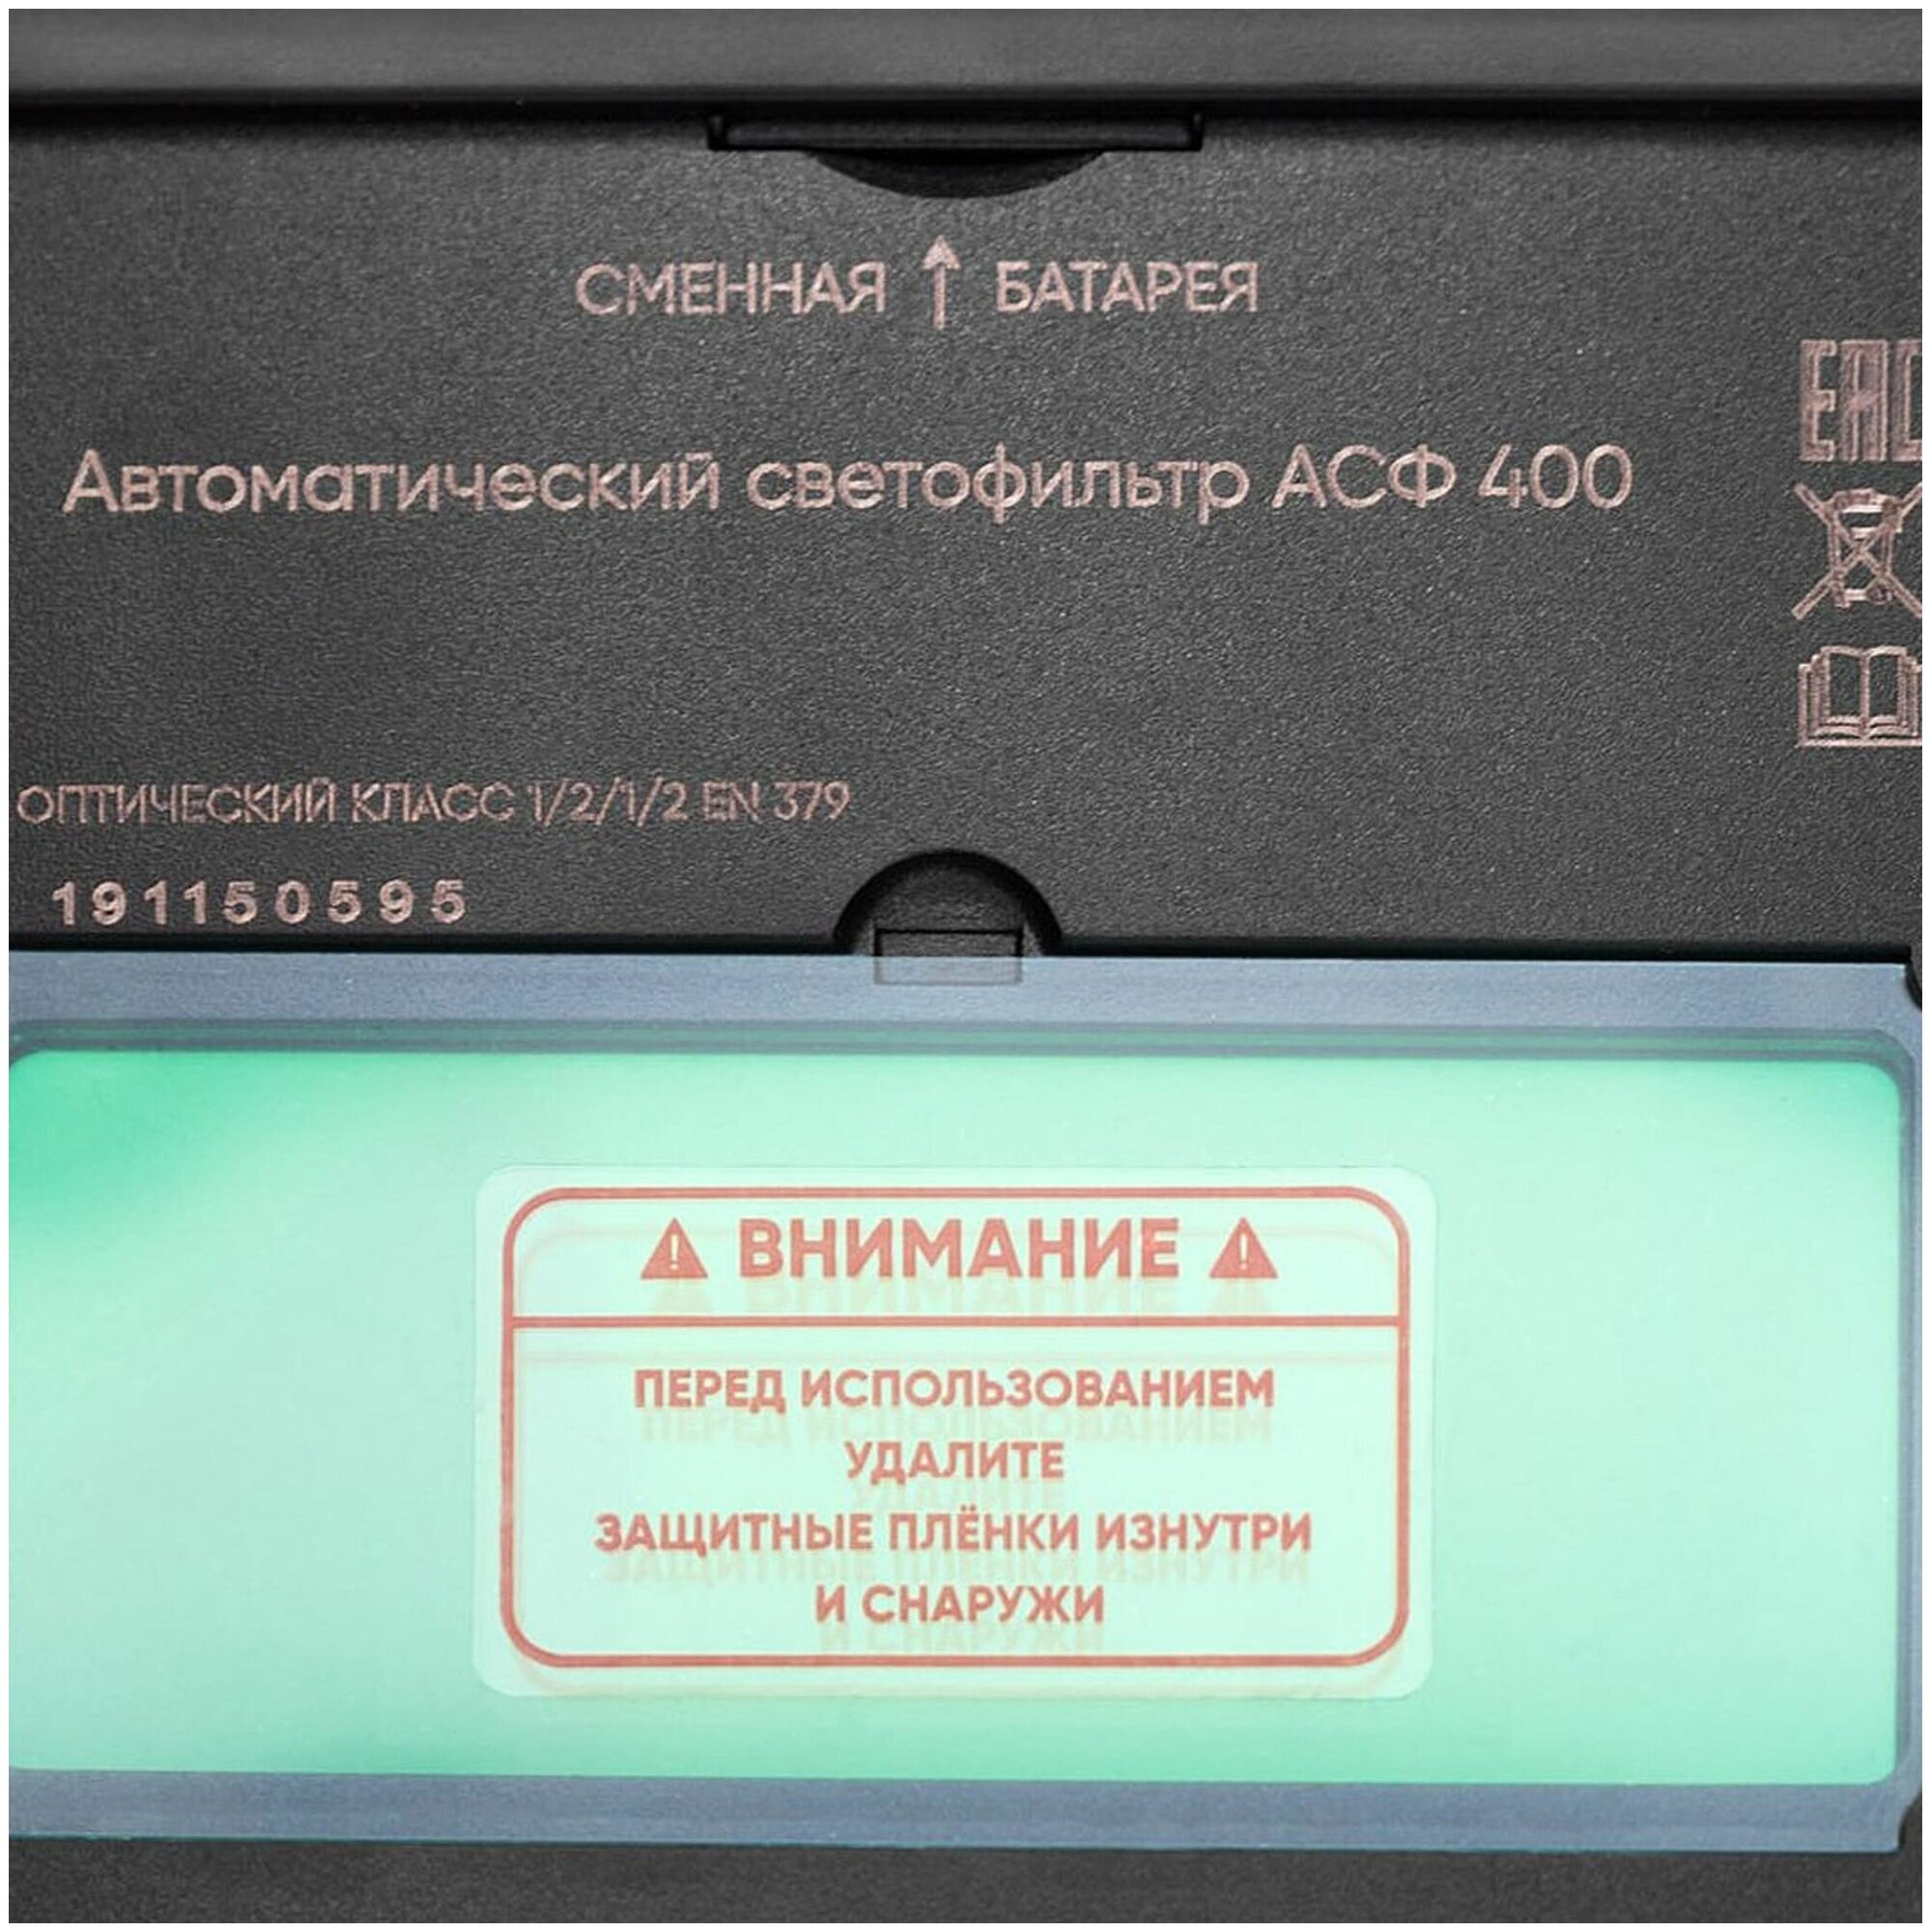 СМЕННАЯ ↑ БАТАРЕЯ
EAC
Автоматический светофильтр АСФ 400
ОПТИЧЕСКИЙ КЛАСС 1/2/1/2 EN 379
191150595
ВНИМАНИЕ
ПЕРЕД ИСПОЛЬЗОВАНИЕМ
УДАЛИТЕ
ЗАЩИТНЫЕ ПЛЁНКИ ИЗНУТРИ
И СНАРУЖИ